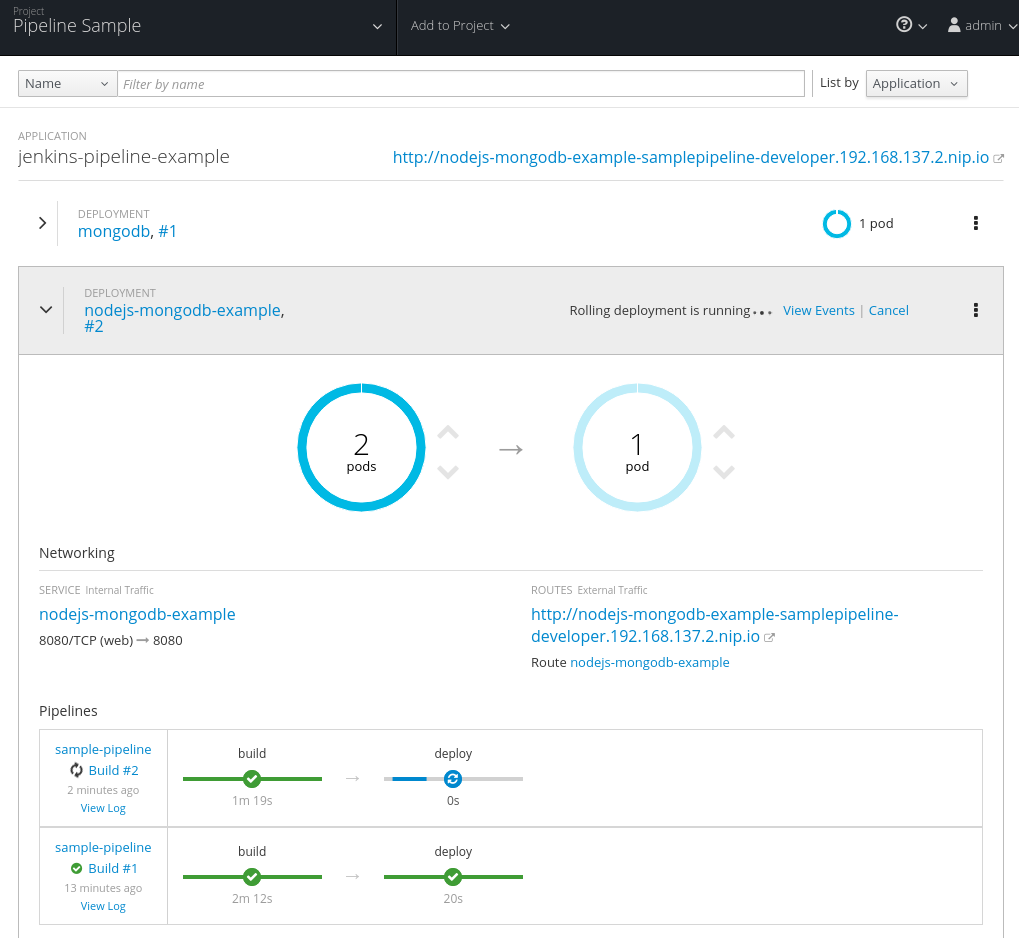 Project
Pipeline Sample
Add to Project
admin
Name
Filter by name
List by
Application
APPLICATION
jenkins-pipeline-example
http://nodejs-mongodb-example-samplepipeline-developer.192.168.137.2.nip.io
DEPLOYMENT
mongodb, #1
1 pod
DEPLOYMENT
nodejs-mongodb-example,
#2
Rolling deployment is running
View Events | Cancel
2
pods
→
1
pod
Networking
SERVICE Internal Traffic
nodejs-mongodb-example
8080/TCP (web) → 8080
ROUTES External Traffic
http://nodejs-mongodb-example-samplepipeline-
developer.192.168.137.2.nip.io
Route nodejs-mongodb-example
Pipelines
sample-pipeline
Build #2
2 minutes ago
View Log
build
1m 19s
→
deploy
0s
sample-pipeline
Build #1
13 minutes ago
View Log
build
2m 12s
→
deploy
20s